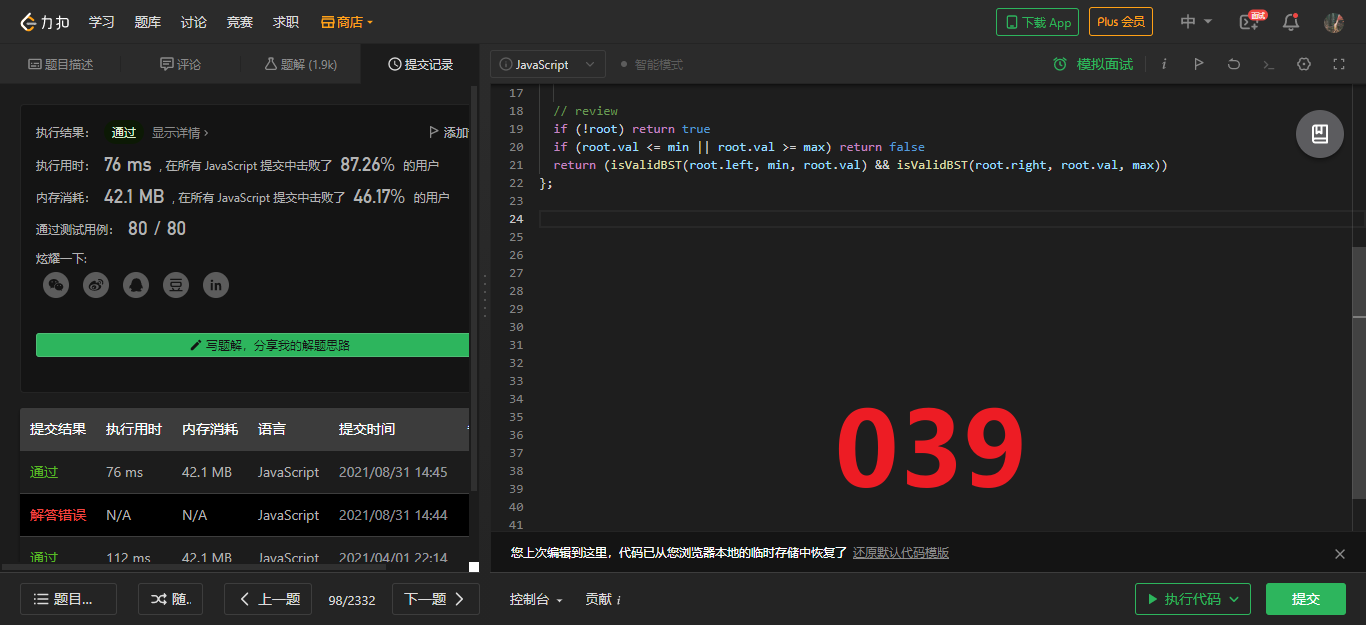 力扣 学习 题库 讨论 竞赛 求职 商店 下载 App Plus 会员 中 面试
题目描述 评论 题解 (1.9k) 提交记录
执行结果： 通过 显示详情 › 添加
执行用时： 76 ms , 在所有 JavaScript 提交中击败了 87.26% 的用户
内存消耗： 42.1 MB , 在所有 JavaScript 提交中击败了 46.17% 的用户
通过测试用例： 80 / 80
炫耀一下:
豆 in
写题解，分享我的解题思路
提交结果 执行用时 内存消耗 语言 提交时间
通过 76 ms 42.1 MB JavaScript 2021/08/31 14:45
解答错误 N/A N/A JavaScript 2021/08/31 14:44
通过 112 ms 42.1 MB JavaScript 2021/04/01 22:14
题目... 随.. 上一题 98/2332 下一题
JavaScript 智能模式 模拟面试 i
17
18 // review
19 if (!root) return true
20 if (root.val <= min || root.val >= max) return false
21 return (isValidBST(root.left, min, root.val) && isValidBST(root.right, root.val, max))
22 };
23
24
25
26
27
28
29
30
31
32
33
34
35
36
37
38
39
40
41
039
您上次编辑到这里，代码已从您浏览器本地的临时存储中恢复了 还原默认代码模版
控制台 贡献 i 执行代码 提交